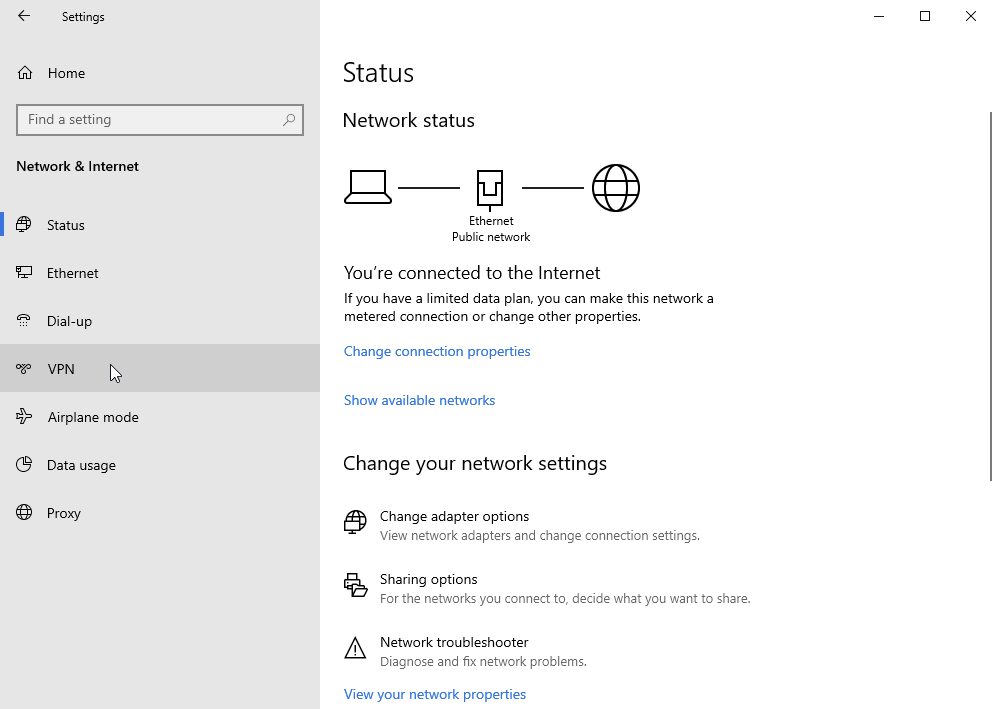 Settings
Home
Find a setting
Network & Internet
Status
Ethernet
Dial-up
VPN
Airplane mode
Data usage
Proxy
Status
Network status
Ethernet
Public network
You’re connected to the Internet
If you have a limited data plan, you can make this network a
metered connection or change other properties.
Change connection properties
Show available networks
Change your network settings
Change adapter options
View network adapters and change connection settings.
Sharing options
For the networks you connect to, decide what you want to share.
Network troubleshooter
Diagnose and fix network problems.
View your network properties